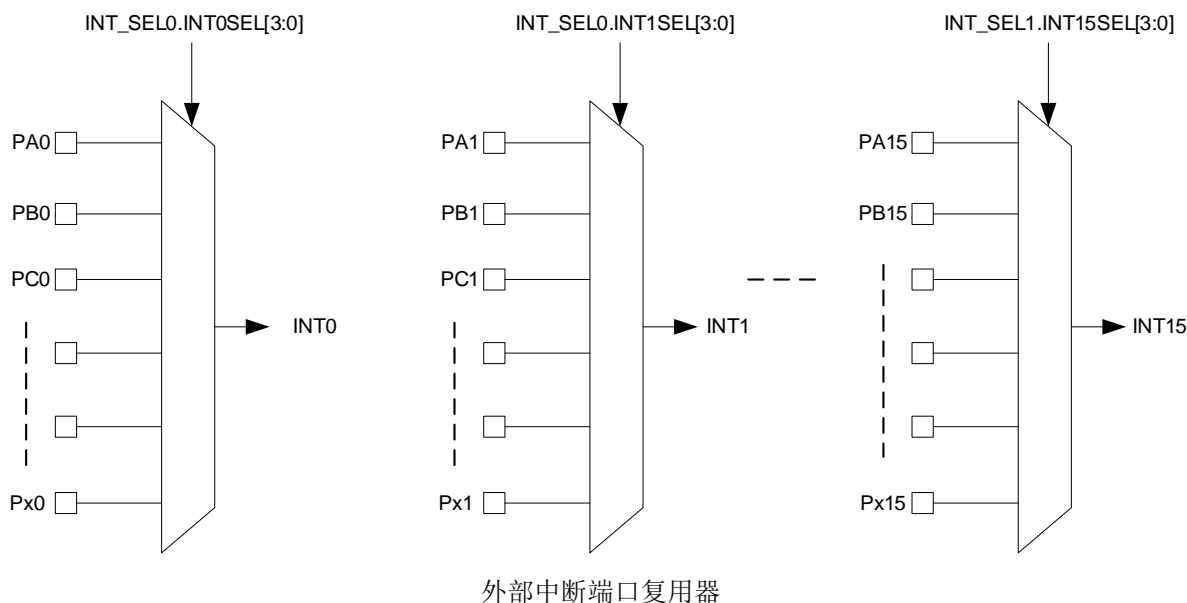 INT_SEL0.INT0SEL[3:0]
INT_SEL0.INT1SEL[3:0]
INT_SEL1.INT15SEL[3:0]
PA0
PB0
PC0
Px0
INT0
PA1
PB1
PC1
Px1
INT1
PA15
PB15
Px15
INT15
外部中断端口复用器